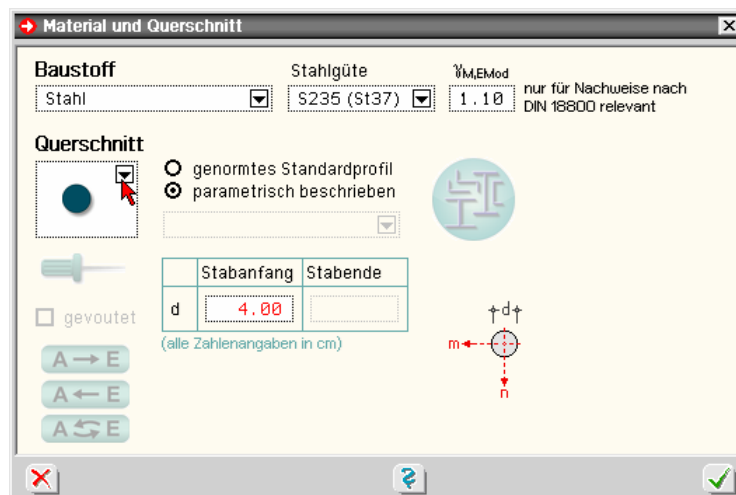 Material und Querschnitt
Baustoff
Stahlgüte
γM,EMod
Stahl
S235 (St37)
1.10
nur für Nachweise nach
DIN 18800 relevant
Querschnitt
genormtes Standardprofil
parametrisch beschrieben
Stabanfang Stabende
d 4.00
gevoutet
(alle Zahlenangaben in cm)
d
m
n
A → E
A ← E
A E